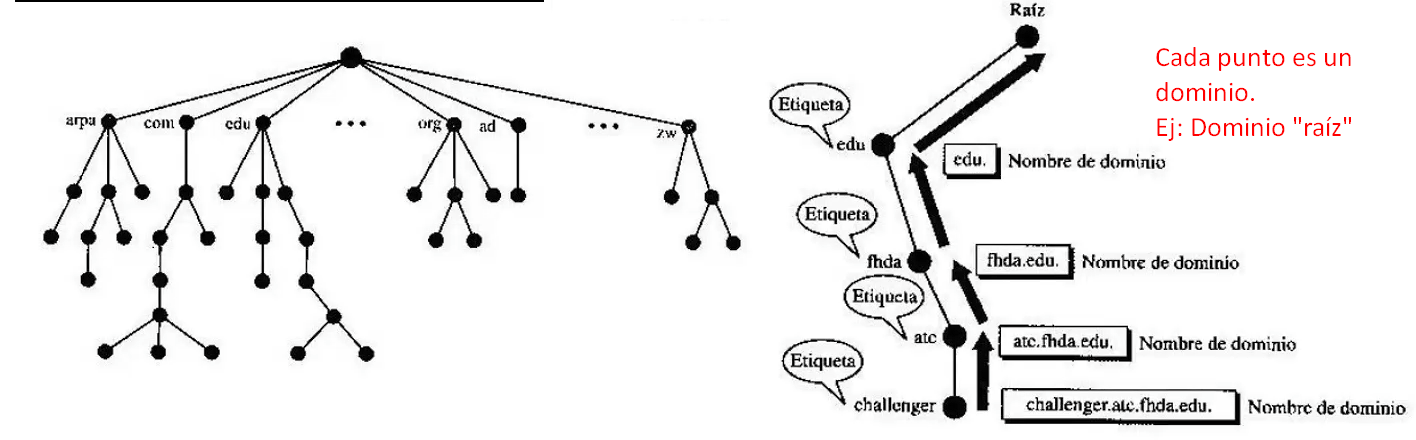 arpa
com
edu
...
org
ad
...
zw
Raíz
Cada punto es un
dominio.
Ej: Dominio "raíz"
Etiqueta
edu
edu.
Nombre de dominio
Etiqueta
fhda
fhda.edu.
Nombre de dominio
Etiqueta
atc
atc.fhda.edu.
Nombre de dominio
Etiqueta
challenger
challenger.atc.fhda.edu.
Nombre de dominio